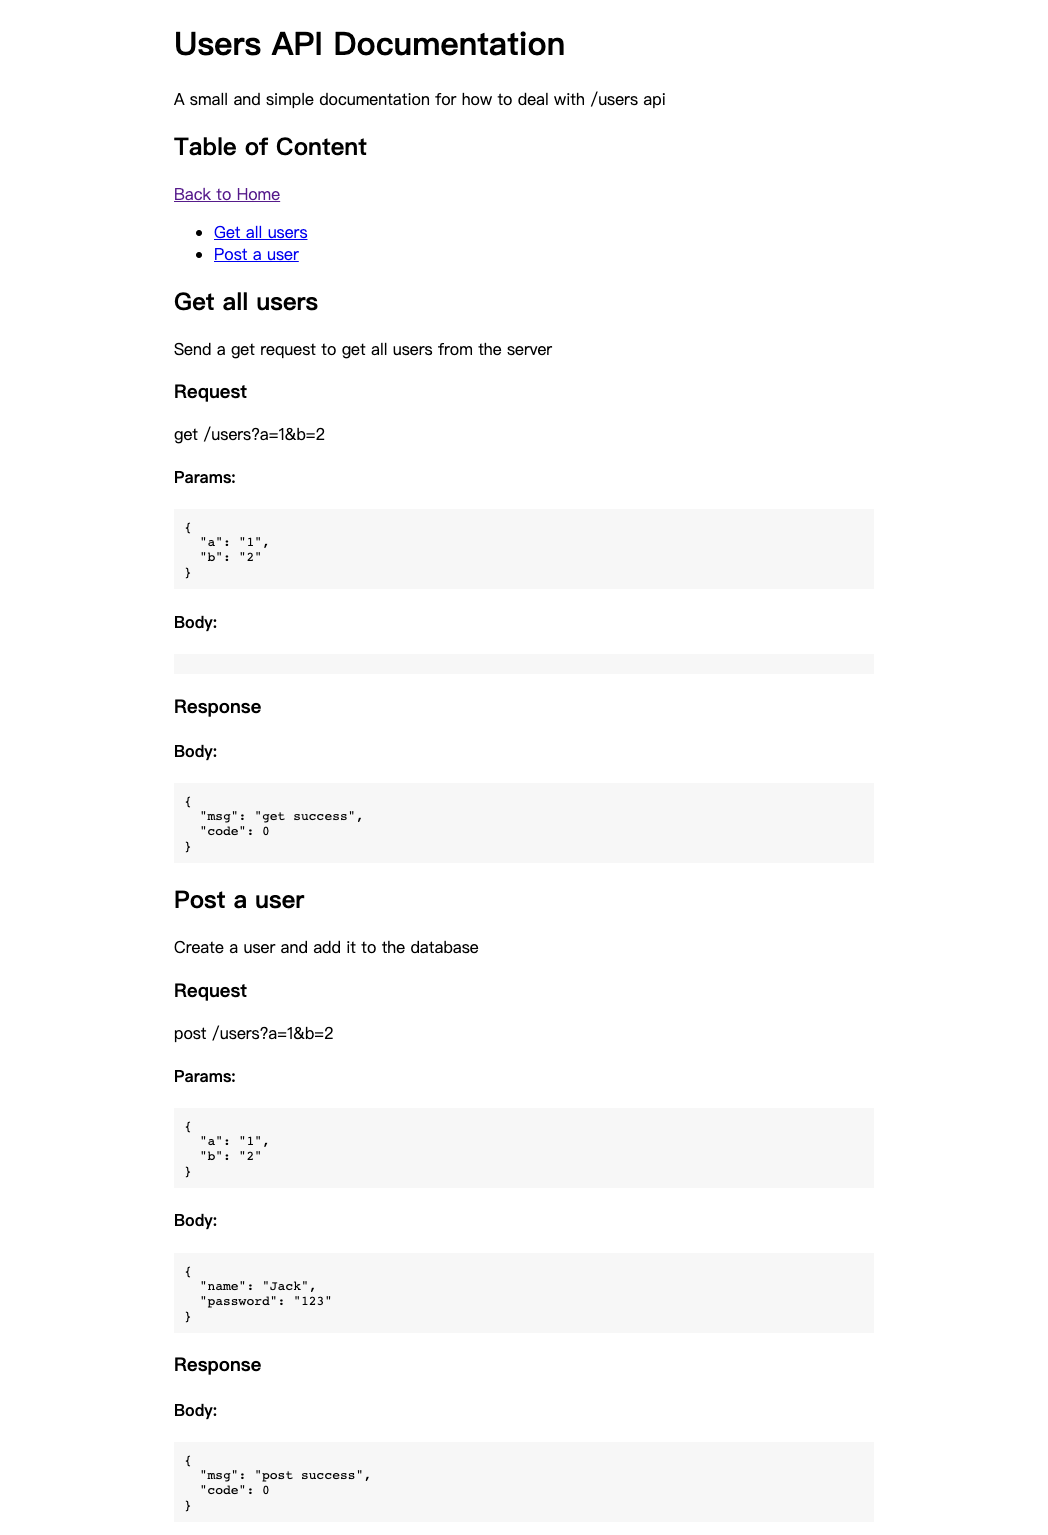 Users API Documentation
A small and simple documentation for how to deal with /users api
Table of Content
Back to Home
Get all users
Post a user
Get all users
Send a get request to get all users from the server
Request
get /users?a=1&b=2
Params:
{
  "a": "1",
  "b": "2"
}
Body:
Response
Body:
{
  "msg": "get success",
  "code": 0
}
Post a user
Create a user and add it to the database
Request
post /users?a=1&b=2
Params:
{
  "a": "1",
  "b": "2"
}
Body:
{
  "name": "Jack",
  "password": "123"
}
Response
Body:
{
  "msg": "post success",
  "code": 0
}